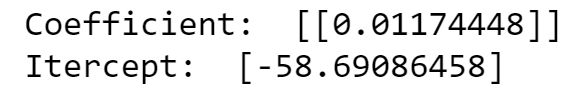 Coefficient:  [[0.01174448]]
Itercept:  [-58.69086458]